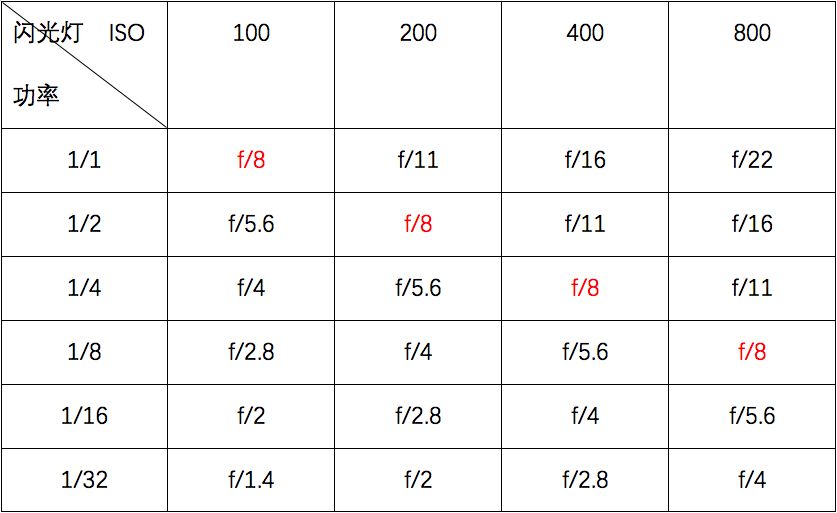 闪光灯 ISO 100 200 400 800
功率
1/1 f/8 f/11 f/16 f/22
1/2 f/5.6 f/8 f/11 f/16
1/4 f/4 f/5.6 f/8 f/11
1/8 f/2.8 f/4 f/5.6 f/8
1/16 f/2 f/2.8 f/4 f/5.6
1/32 f/1.4 f/2 f/2.8 f/4